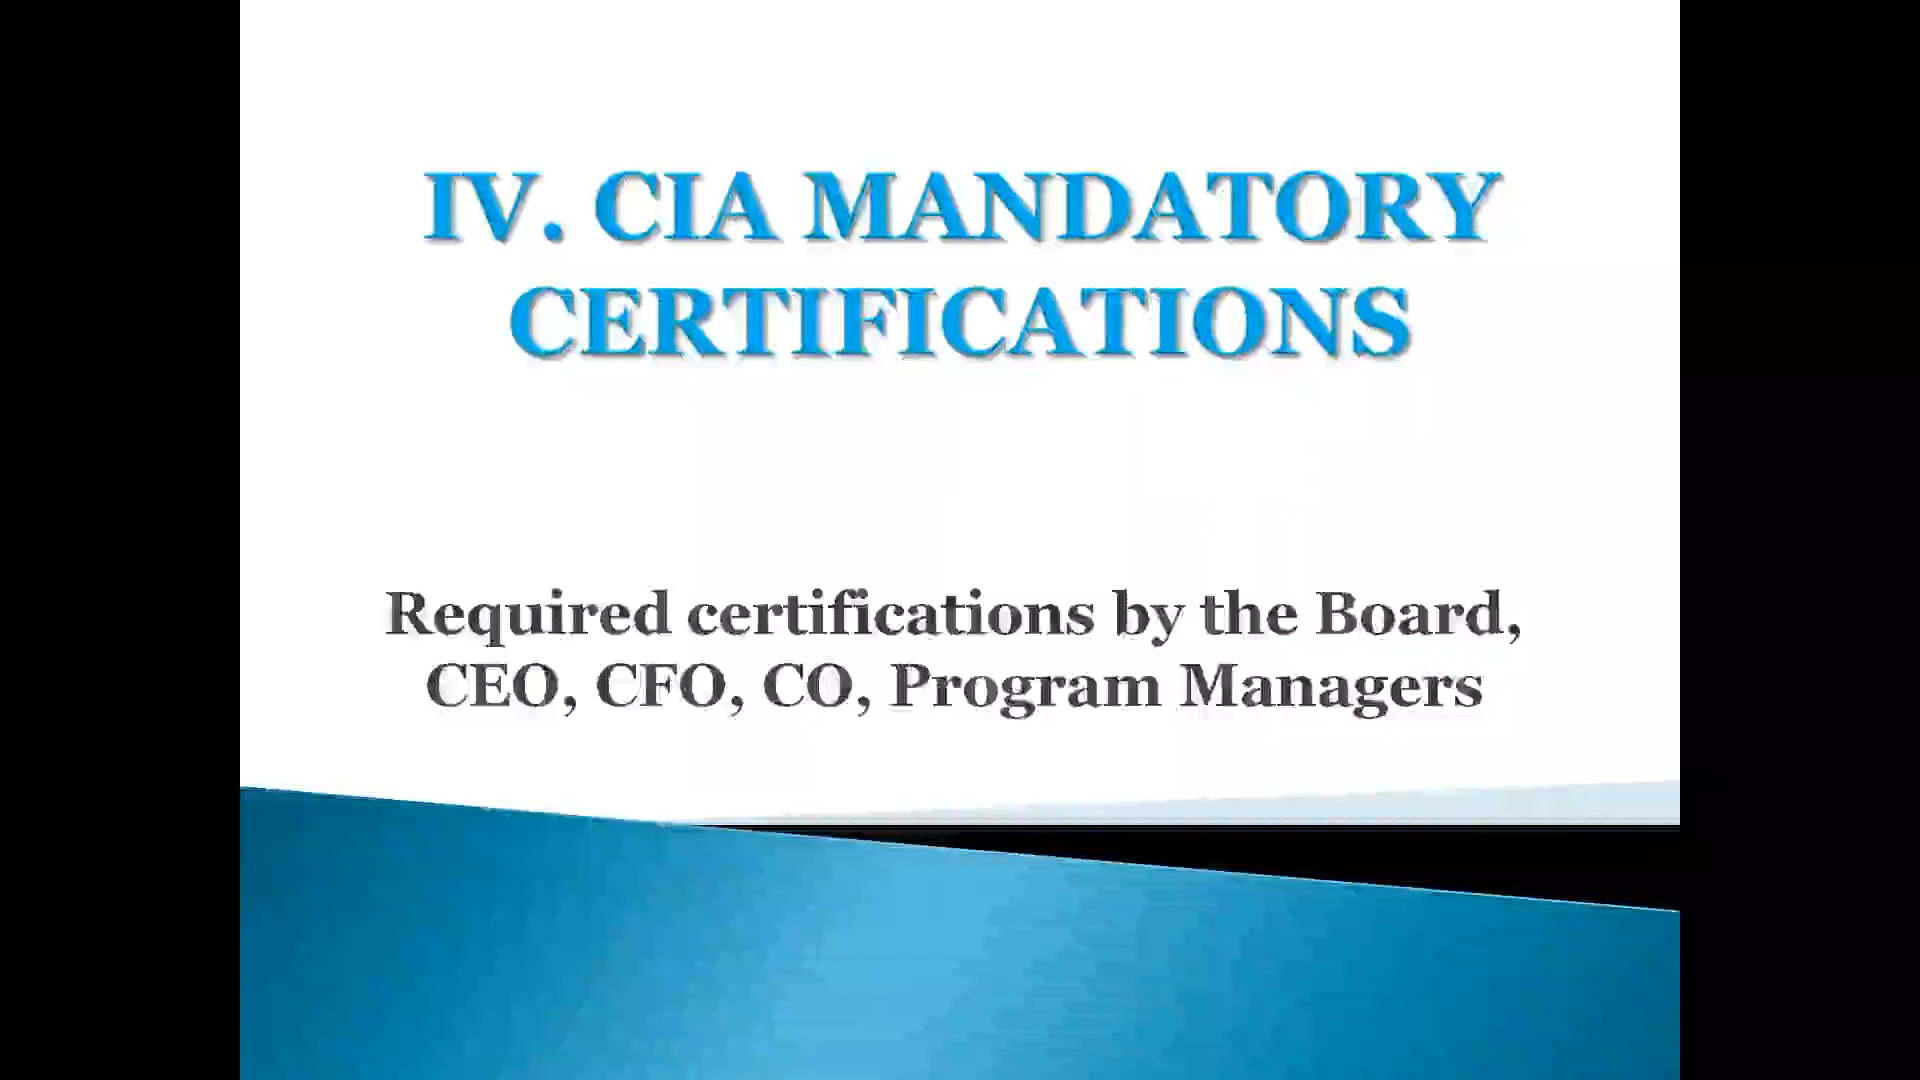 IV. CIA MANDATORY
CERTIFICATIONS
Required certifications by the Board,
CEO, CFO, CO, Program Managers